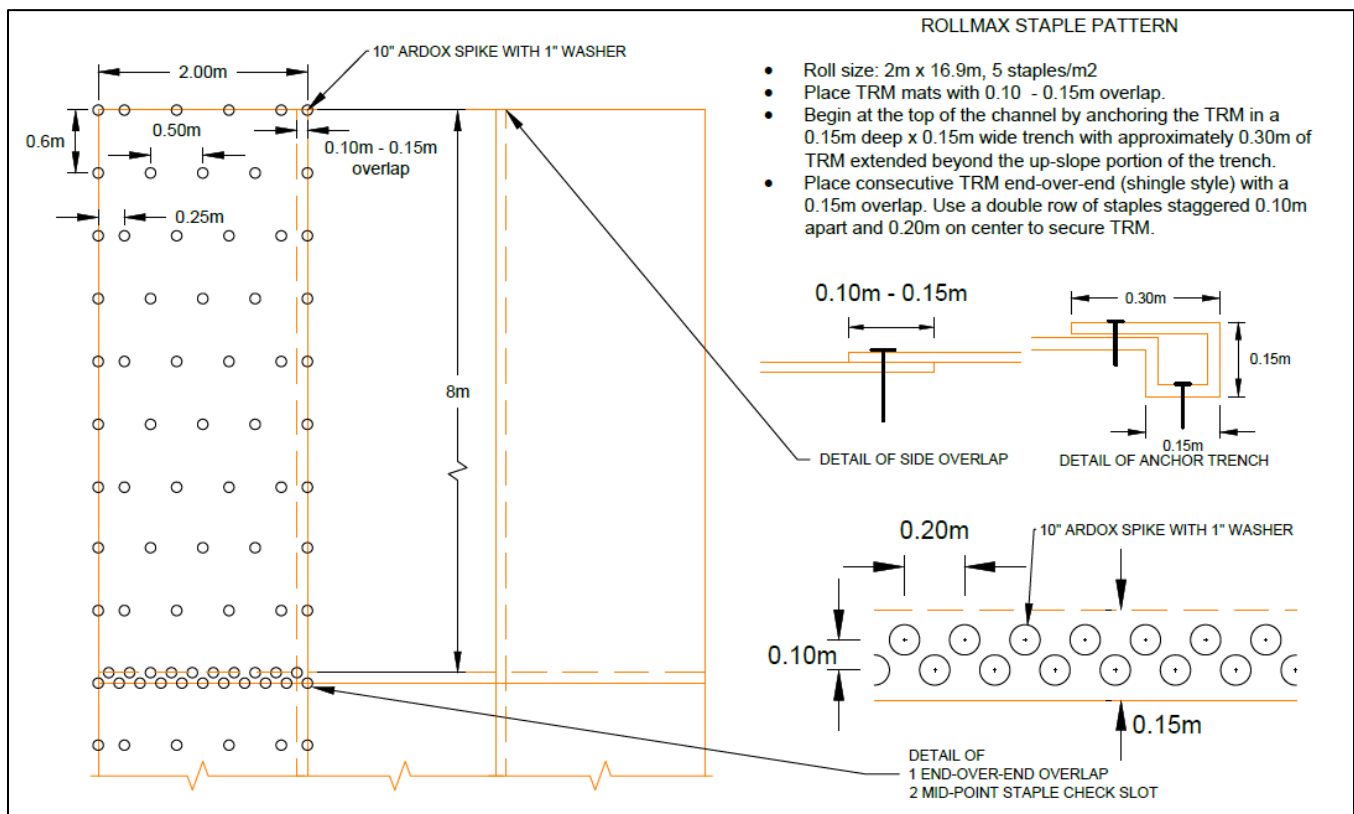 ROLLMAX STAPLE PATTERN
• Roll size: 2m x 16.9m, 5 staples/m2
• Place TRM mats with 0.10 - 0.15m overlap.
• Begin at the top of the channel by anchoring the TRM in a
0.15m deep x 0.15m wide trench with approximately 0.30m of
TRM extended beyond the up-slope portion of the trench.
• Place consecutive TRM end-over-end (shingle style) with a
0.15m overlap. Use a double row of staples staggered 0.10m
apart and 0.20m on center to secure TRM.
10" ARDOX SPIKE WITH 1" WASHER
2.00m
0.6m
0.50m
0.10m - 0.15m
overlap
0.25m
8m
0.10m - 0.15m
DETAIL OF SIDE OVERLAP
0.30m
0.15m
0.15m
DETAIL OF ANCHOR TRENCH
0.20m
10" ARDOX SPIKE WITH 1" WASHER
0.10m
0.15m
DETAIL OF
1 END-OVER-END OVERLAP
2 MID-POINT STAPLE CHECK SLOT